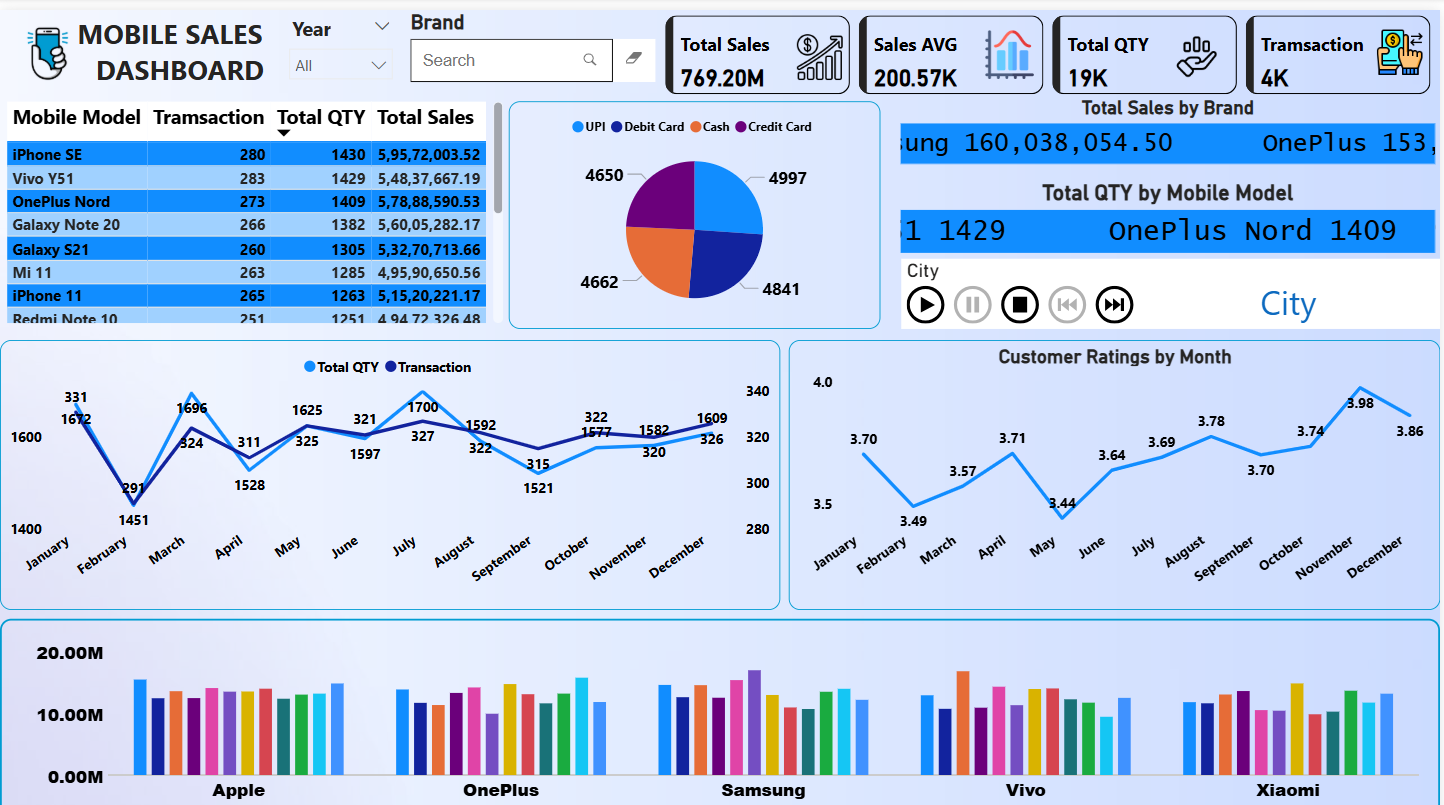 MOBILE SALES
DASHBOARD
Year
All
Brand
Search
Total Sales
769.20M
Sales AVG
200.57K
Total QTY
19K
Tramsaction
4K
Mobile Model Tramsaction Total QTY Total Sales
iPhone SE 280 1430 5,95,72,003.52
Vivo Y51 283 1429 5,48,37,667.19
OnePlus Nord 273 1409 5,78,88,590.53
Galaxy Note 20 266 1382 5,60,05,282.17
Galaxy S21 260 1305 5,32,70,713.66
Mi 11 263 1285 4,95,90,650.56
iPhone 11 265 1263 5,15,20,221.17
Redmi Note 10 251 1251 4,94,72,326.48
UPI Debit Card Cash Credit Card
4650 4997
4662 4841
Total Sales by Brand
sung 160,038,054.50 OnePlus 153,
Total QTY by Mobile Model
1 1429 OnePlus Nord 1409
City
City
Total QTY Transaction
1600
1400
331
1672
291
1451
1696
324
311
1528
1625
325
321
1597
1700
327
1592
322
315
1521
322
1577
1582
320
1609
326
340
320
300
280
January February March April May June July August September October November December
Customer Ratings by Month
4.0
3.5
3.70
3.49
3.57
3.71
3.44
3.64
3.69
3.78
3.70
3.74
3.98
3.86
January February March April May June July August September October November December
20.00M
10.00M
0.00M
Apple OnePlus Samsung Vivo Xiaomi